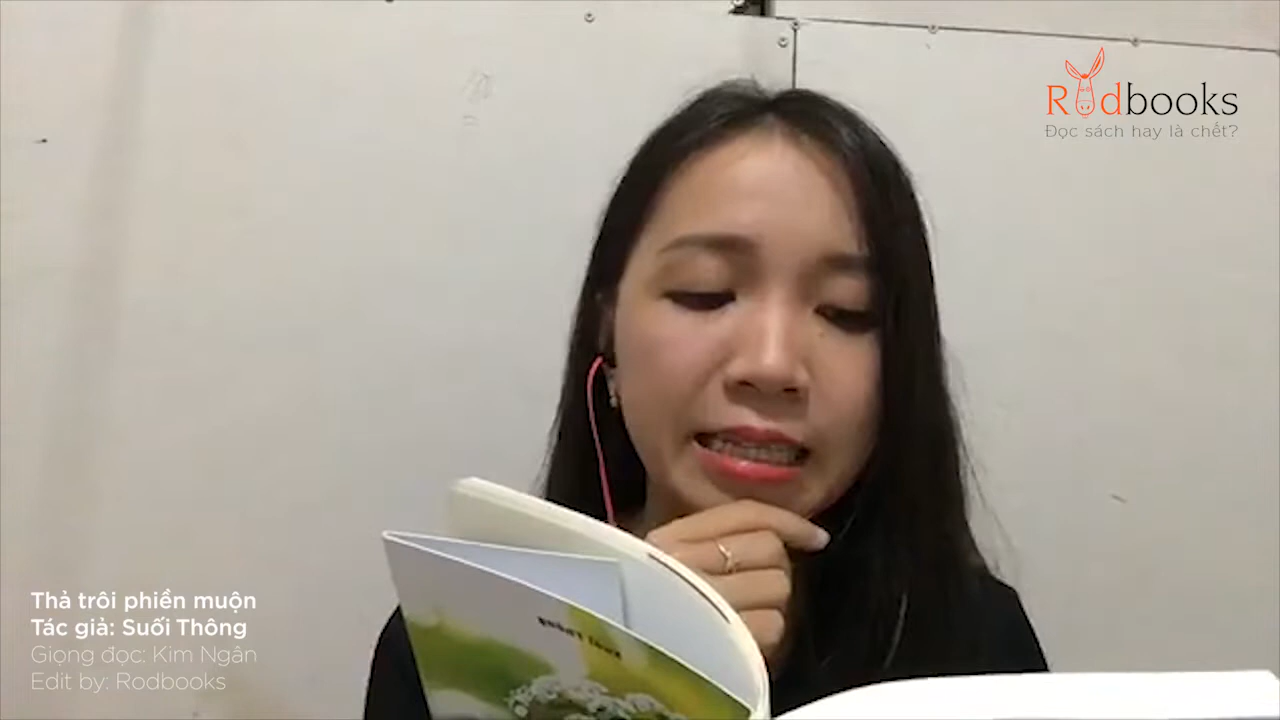 Rodbooks
Đọc sách hay là chết?
Thả trôi phiền muộn
Tác giả: Suối Thông
Giọng đọc: Kim Ngân
Edit by: Rodbooks